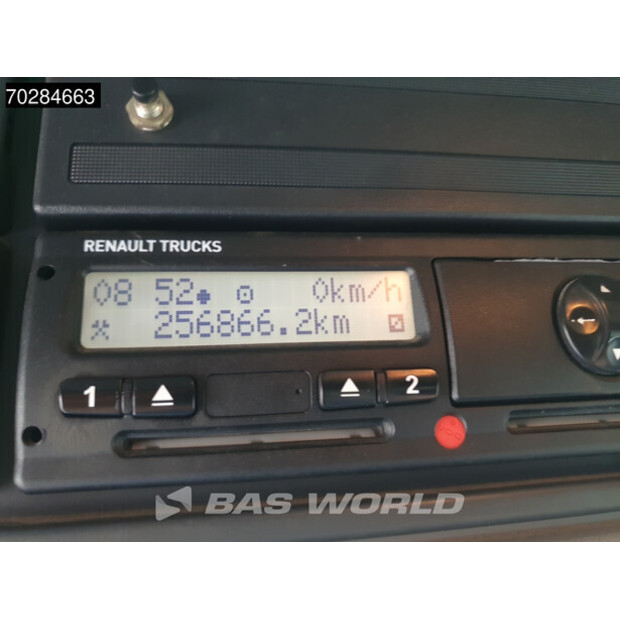 70284663
RENAULT TRUCKS
08 52 0km/h
256866.2km
1 2
BAS WORLD